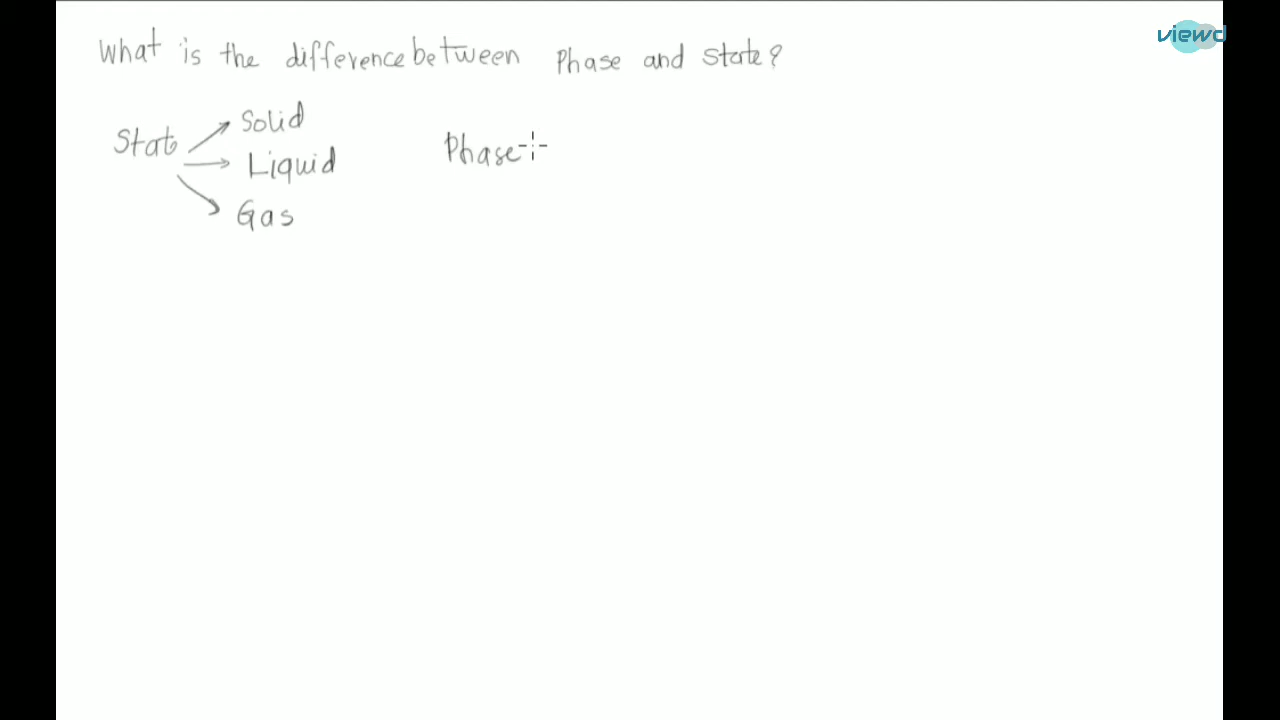 viewd
What is the difference between Phase and state?
State
Solid
Liquid
Gas
Phase